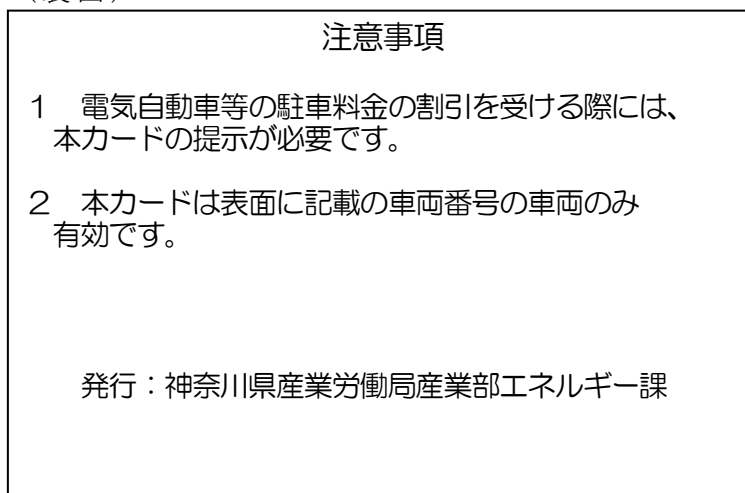 注意事項
１　電気自動車等の駐車料金の割引を受ける際には、
本カードの提示が必要です。
２　本カードは表面に記載の車両番号の車両のみ
有効です。
発行：神奈川県産業労働局産業部エネルギー課